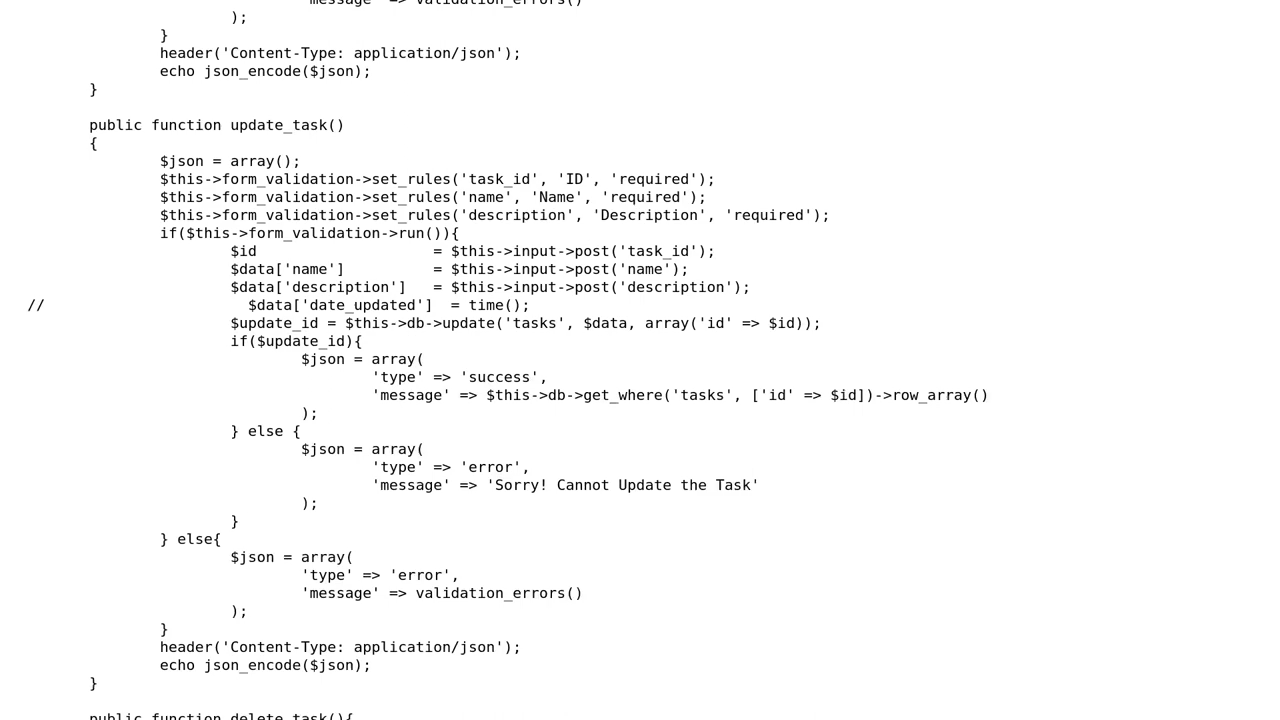 'message' => validation_errors()
);
}
header('Content-Type: application/json');
echo json_encode($json);
}
public function update_task()
{
$json = array();
$this->form_validation->set_rules('task_id', 'ID', 'required');
$this->form_validation->set_rules('name', 'Name', 'required');
$this->form_validation->set_rules('description', 'Description', 'required');
if($this->form_validation->run()){
$id = $this->input->post('task_id');
$data['name'] = $this->input->post('name');
$data['description'] = $this->input->post('description');
// $data['date_updated'] = time();
$update_id = $this->db->update('tasks', $data, array('id' => $id));
if($update_id){
$json = array(
'type' => 'success',
'message' => $this->db->get_where('tasks', ['id' => $id])->row_array()
);
} else {
$json = array(
'type' => 'error',
'message' => 'Sorry! Cannot Update the Task'
);
}
} else{
$json = array(
'type' => 'error',
'message' => validation_errors()
);
}
header('Content-Type: application/json');
echo json_encode($json);
}
public function delete_task(){